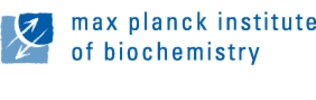 max planck institute
of biochemistry